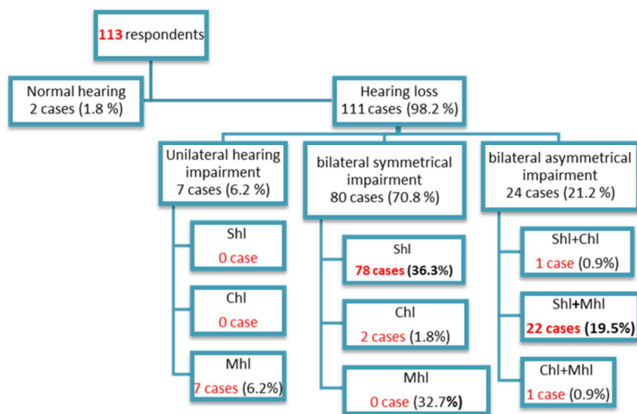 113 respondents
Normal hearing
2 cases (1.8 %)
Hearing loss
111 cases (98.2 %)
Unilateral hearing
impairment
7 cases (6.2 %)
Shl
0 case
Chl
0 case
Mhl
7 cases (6.2%)
bilateral symmetrical
impairment
80 cases (70.8 %)
Shl
78 cases (36.3%)
Chl
2 cases (1.8%)
Mhl
0 case (32.7%)
bilateral asymmetrical
impairment
24 cases (21.2 %)
Shl+Chl
1 case (0.9%)
Shl+Mhl
22 cases (19.5%)
Chl+Mhl
1 case (0.9%)